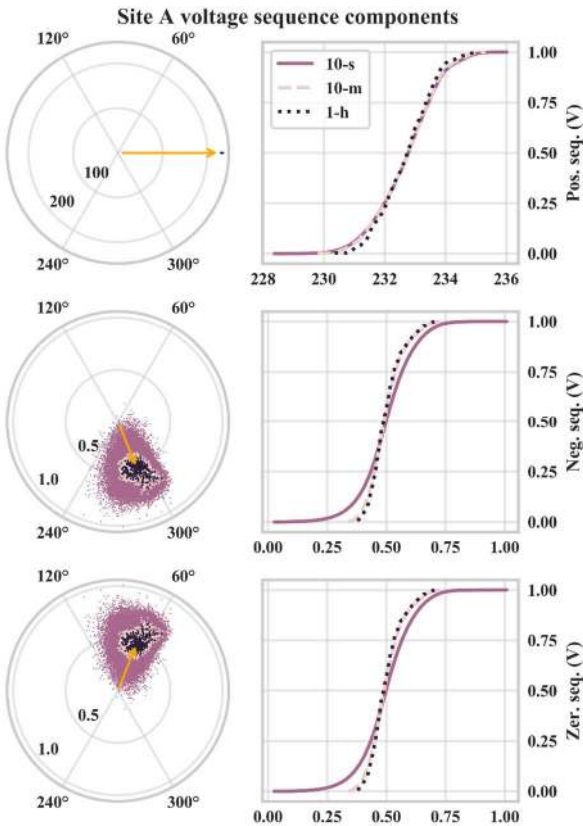 Site A voltage sequence components
120° 60°
100
200
240° 300°
10-s
10-m
1-h
1.00
0.75
0.50
0.25
0.00
Pos. seq. (V)
228 230 232 234 236
120° 60°
0.5
1.0
240° 300°
1.00
0.75
0.50
0.25
0.00
Neg. seq. (V)
0.00 0.25 0.50 0.75 1.00
120° 60°
0.5
1.0
240° 300°
1.00
0.75
0.50
0.25
0.00
Zer. seq. (V)
0.00 0.25 0.50 0.75 1.00